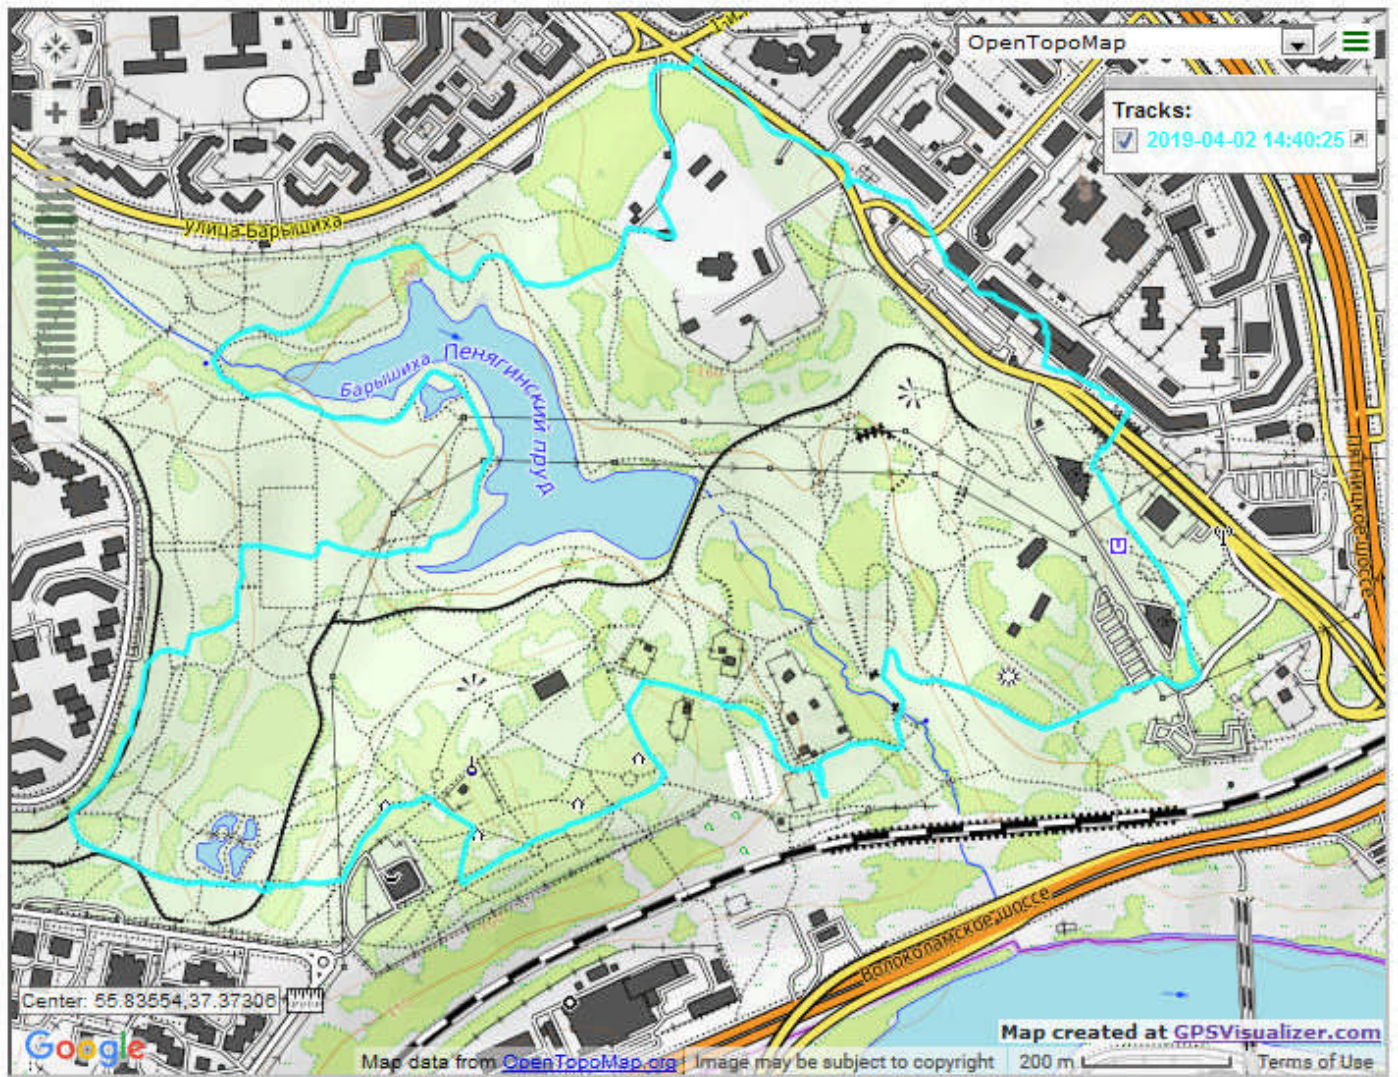 OpenTopoMap
Tracks:
2019-04-02 14:40:25
улица Барышиха
Барышиха
Пенягинский пруд
Пятницкое шоссе
Волоколамское шоссе
Center: 55.83554,37.37306
Map created at GPSVisualizer.com
Google
Map data from OpenTopoMap.org Image may be subject to copyright 200 m Terms of Use